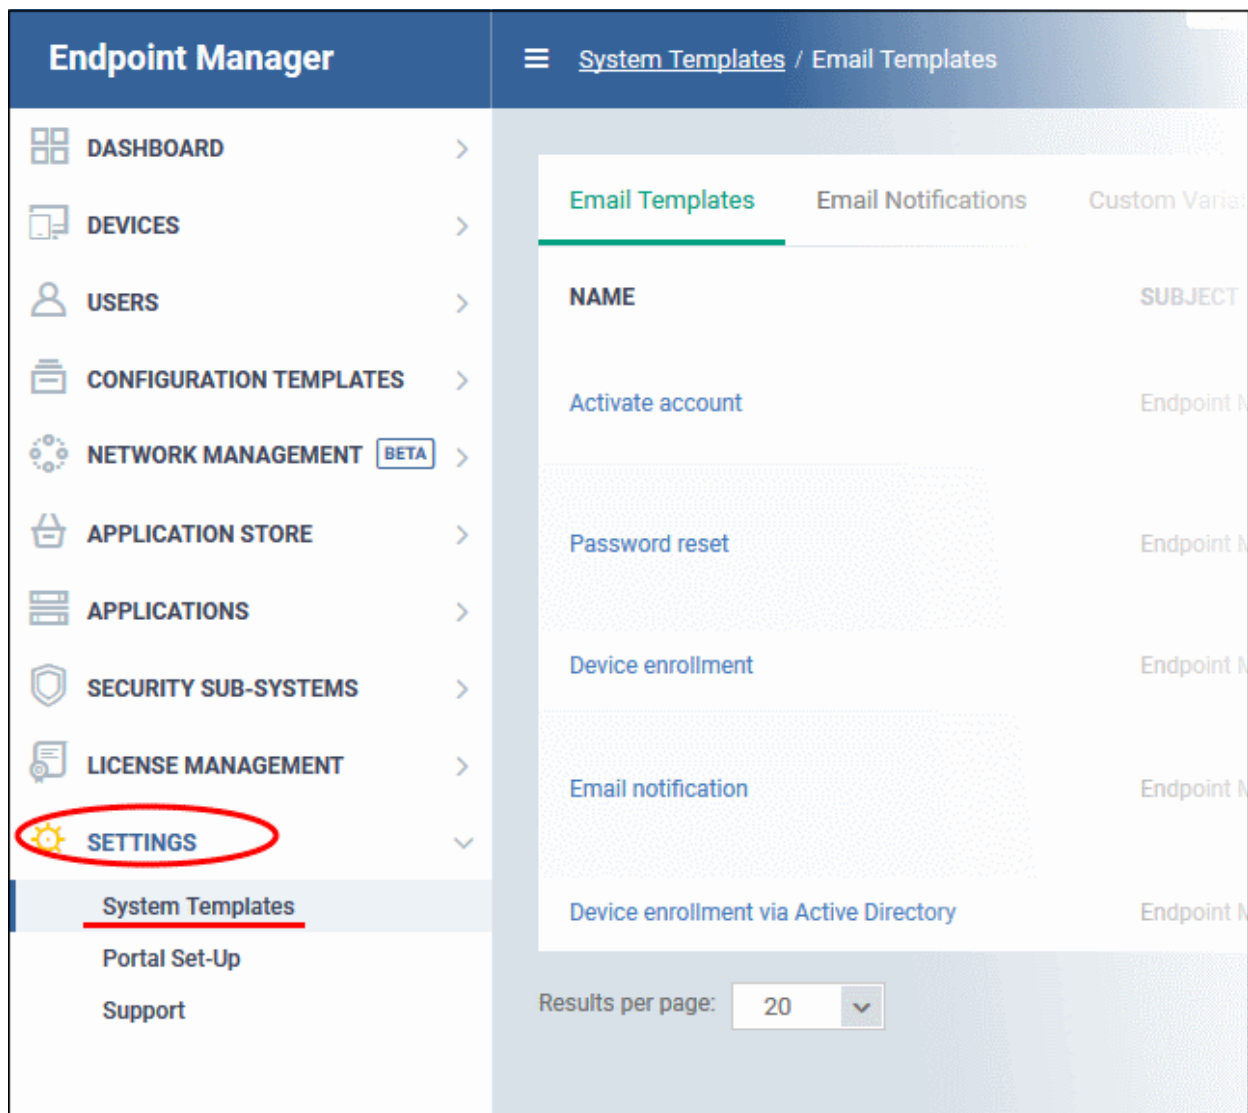 Endpoint Manager
System Templates / Email Templates
DASHBOARD
DEVICES
USERS
CONFIGURATION TEMPLATES
NETWORK MANAGEMENT BETA
APPLICATION STORE
APPLICATIONS
SECURITY SUB-SYSTEMS
LICENSE MANAGEMENT
SETTINGS
System Templates
Portal Set-Up
Support
Email Templates Email Notifications Custom
NAME SUBJECT
Activate account Endpoint
Password reset Endpoint
Device enrollment Endpoint
Email notification Endpoint
Device enrollment via Active Directory Endpoint
Results per page: 20